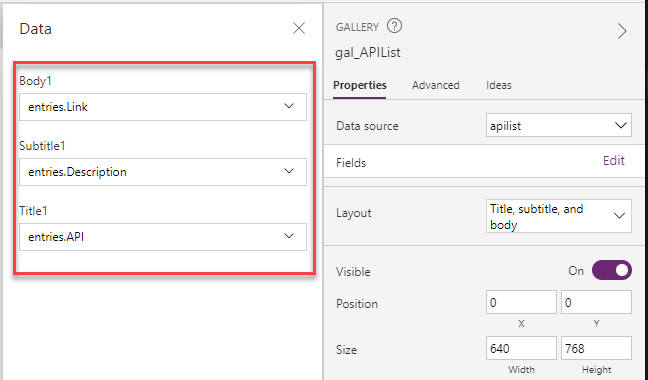 Data
Body1
entries.Link
Subtitle1
entries.Description
Title1
entries.API
GALLERY ?
gal_APIList
Properties Advanced Ideas
Data source apilist
Fields Edit
Layout Title, subtitle, and
body
Visible On
Position 0 0
X Y
Size 640 768
Width Height